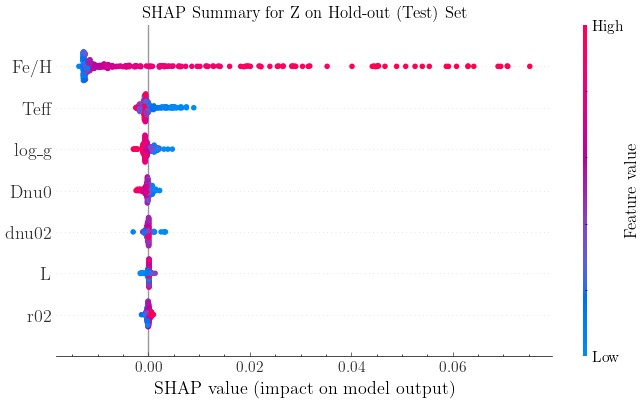 SHAP Summary for Z on Hold-out (Test) Set
High
Fe/H
Teff
log_g
Dnu0
dnu02
L
r02
Feature value
Low
0.00 0.02 0.04 0.06
SHAP value (impact on model output)